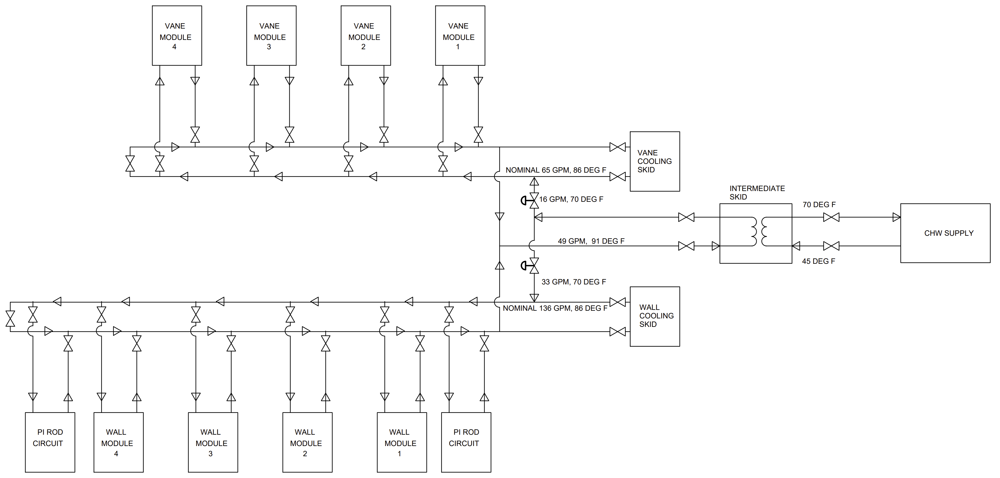 VANE
MODULE
4
VANE
MODULE
3
VANE
MODULE
2
VANE
MODULE
1
VANE
COOLING
SKID
NOMINAL 65 GPM, 86 DEG F
INTERMEDIATE
SKID
16 GPM, 70 DEG F
70 DEG F
CHW SUPPLY
49 GPM, 91 DEG F
45 DEG F
33 GPM, 70 DEG F
NOMINAL 136 GPM, 86 DEG F
WALL
COOLING
SKID
PI ROD
CIRCUIT
WALL
MODULE
4
WALL
MODULE
3
WALL
MODULE
2
WALL
MODULE
1
PI ROD
CIRCUIT